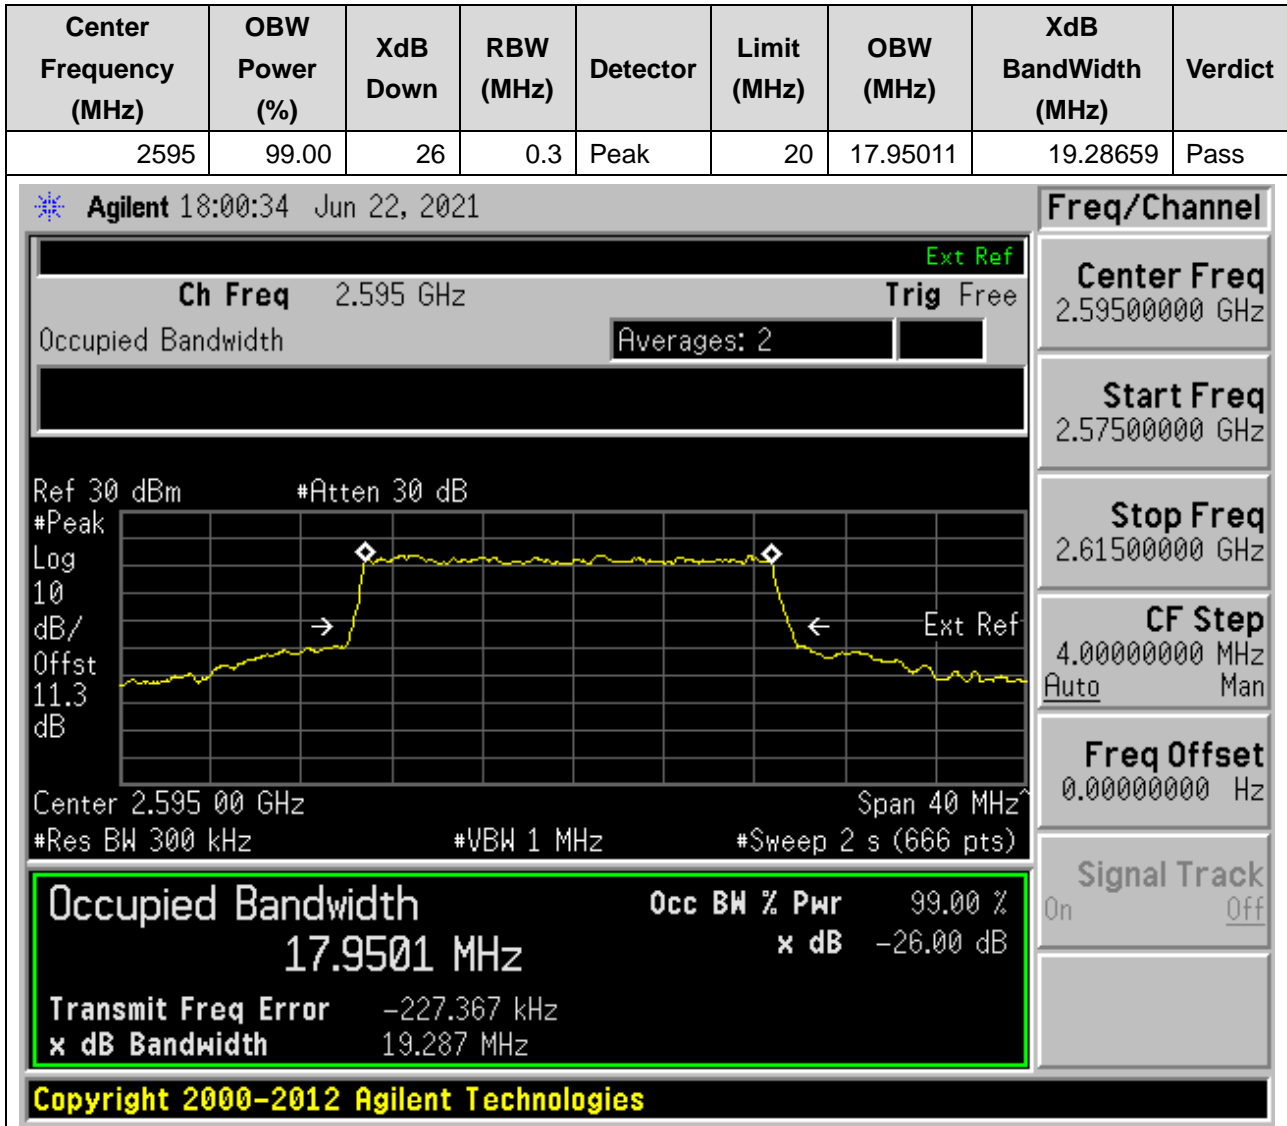 Center Frequency (MHz) OBW Power (%) XdB Down RBW (MHz) Detector Limit (MHz) OBW (MHz) XdB BandWidth (MHz) Verdict
2595 99.00 26 0.3 Peak 20 17.95011 19.28659 Pass
Agilent 18:00:34 Jun 22, 2021
Freq/Channel
Ext Ref
Ch Freq 2.595 GHz Trig Free
Occupied Bandwidth Averages: 2
Center Freq
2.59500000 GHz
Start Freq
2.57500000 GHz
Stop Freq
2.61500000 GHz
CF Step
4.00000000 MHz
Auto Man
Freq Offset
0.00000000 Hz
Signal Track
On Off
Ref 30 dBm #Atten 30 dB
#Peak
Log
10
dB/
Offst
11.3
dB
Ext Ref
Center 2.595 00 GHz Span 40 MHz^
#Res BW 300 kHz #VBW 1 MHz #Sweep 2 s (666 pts)
Occupied Bandwidth Occ BW % Pwr 99.00 %
17.9501 MHz x dB -26.00 dB
Transmit Freq Error -227.367 kHz
x dB Bandwidth 19.287 MHz
Copyright 2000-2012 Agilent Technologies